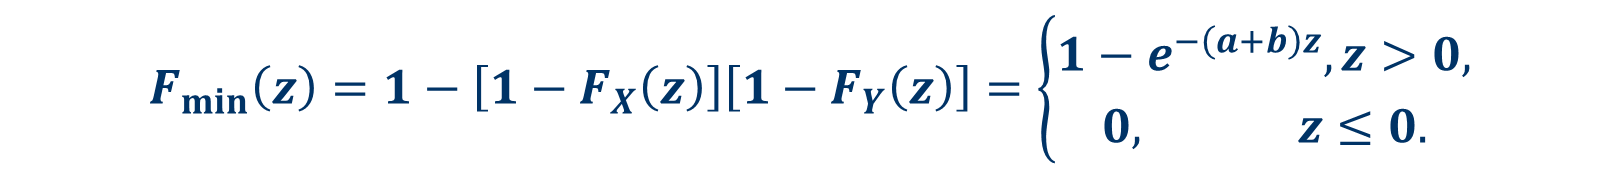 F_min(z) = 1 − [1 − F_X(z)][1 − F_Y(z)] = { 1 − e^{−(a+b)z}, z > 0,
0, z ≤ 0.